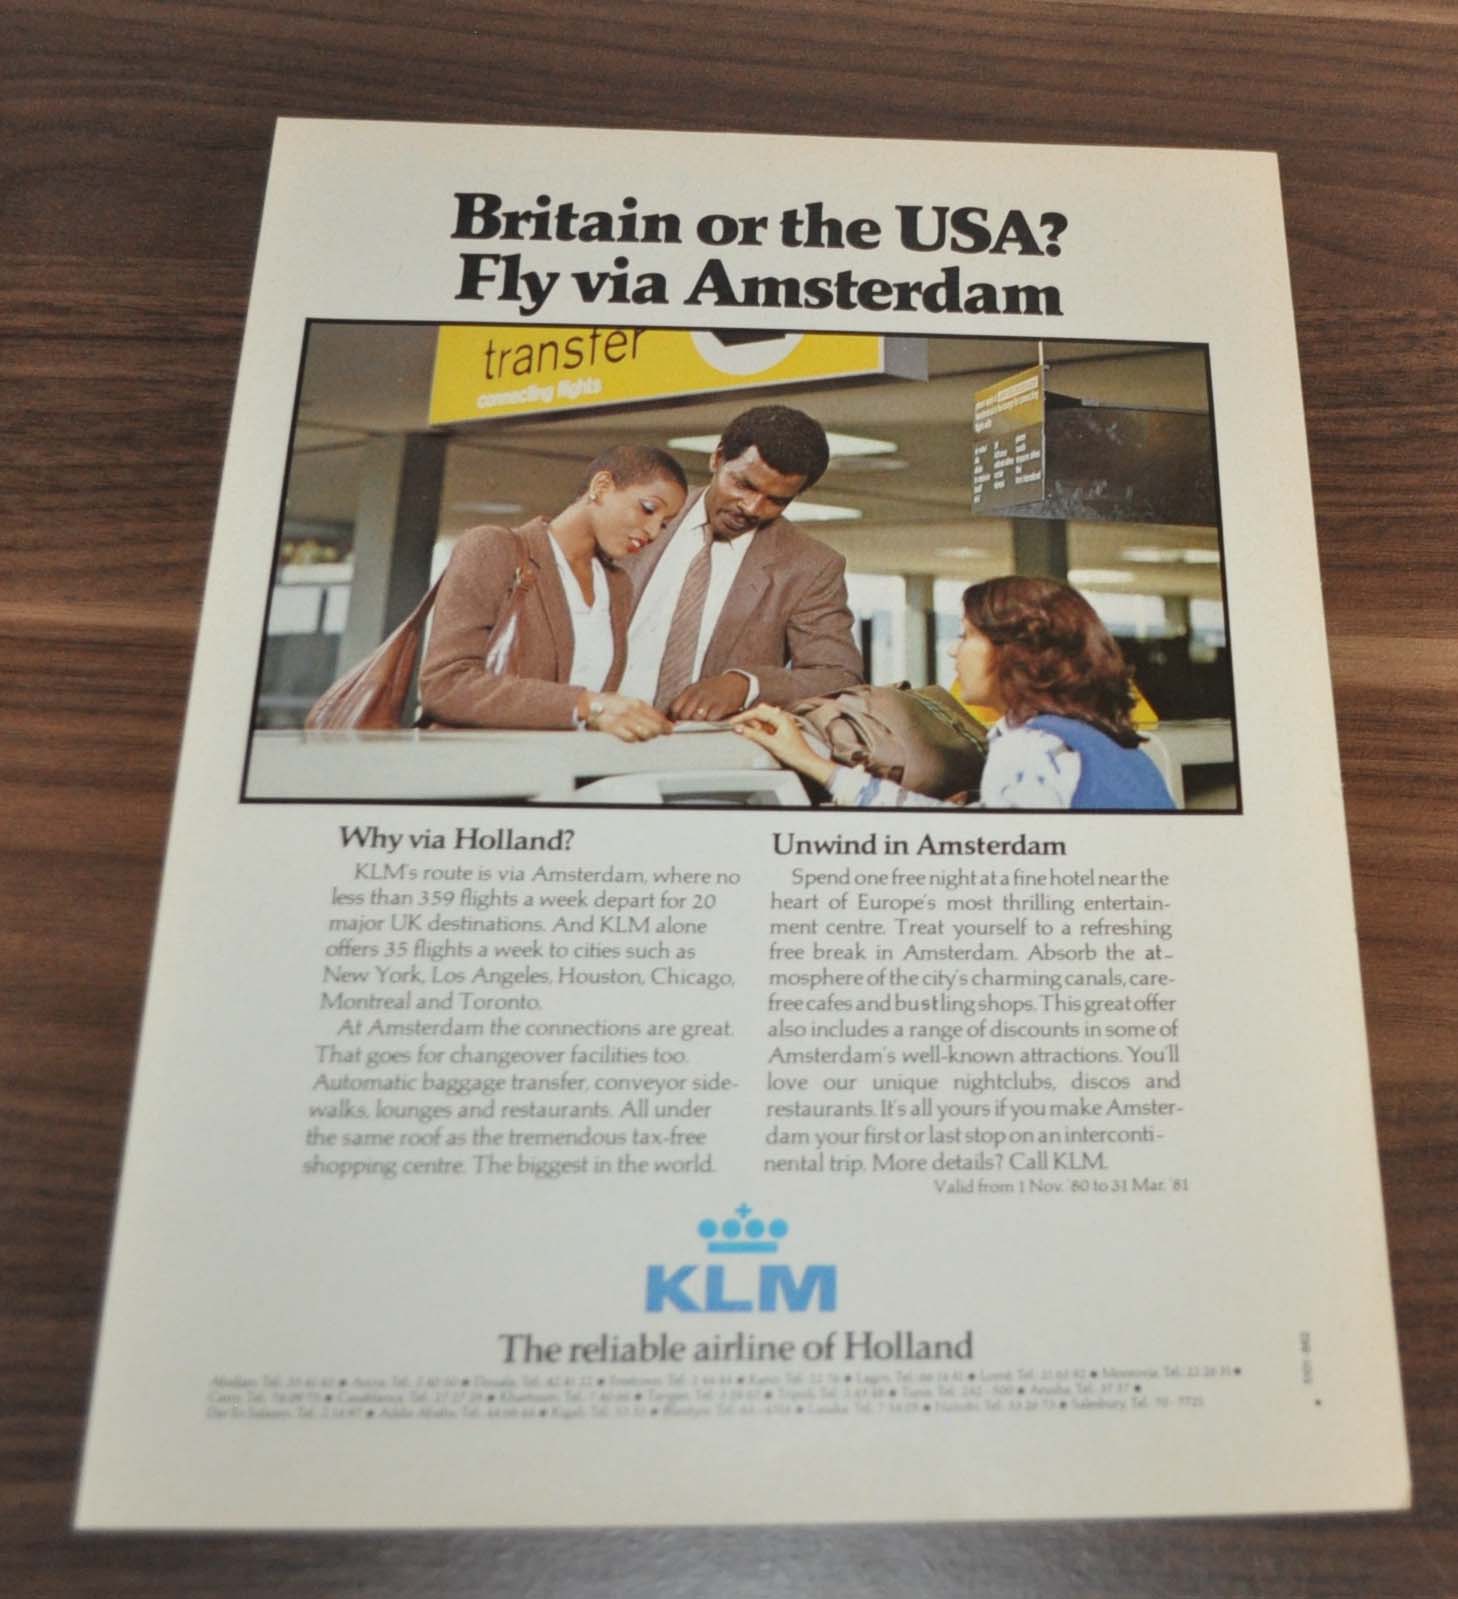 Britain or the USA?
Fly via Amsterdam
transfer
connecting flights
Why via Holland?
KLM's route is via Amsterdam, where no
less than 359 flights a week depart for 20
major UK destinations. And KLM alone
offers 35 flights a week to cities such as
New York, Los Angeles, Houston, Chicago,
Montreal and Toronto.
At Amsterdam the connections are great.
That goes for changeover facilities too.
Automatic baggage transfer, conveyor side-
walks, lounges and restaurants. All under
the same roof as the tremendous tax-free
shopping centre. The biggest in the world.
Unwind in Amsterdam
Spend one free night at a fine hotel near the
heart of Europe's most thrilling entertain-
ment centre. Treat yourself to a refreshing
free break in Amsterdam. Absorb the at-
mosphere of the city's charming canals, care-
free cafes and bustling shops. This great offer
also includes a range of discounts in some of
Amsterdam's well-known attractions. You'll
love our unique nightclubs, discos and
restaurants. It's all yours if you make Amster-
dam your first or last stop on an interconti-
nental trip. More details? Call KLM.
Valid from 1 Nov. '80 to 31 Mar. '81
KLM
The reliable airline of Holland